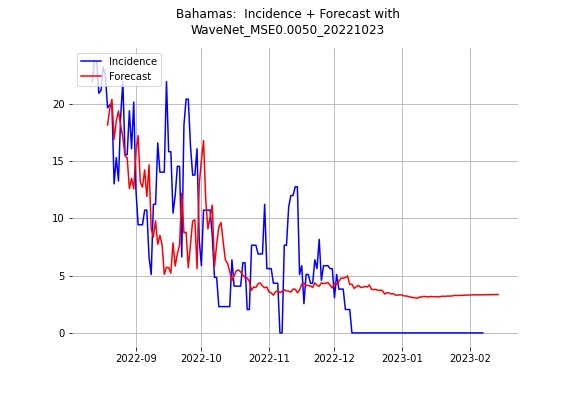 Bahamas:  Incidence + Forecast with
WaveNet_MSE0.0050_20221023
Incidence
Forecast
20
15
10
5
0
2022-09 2022-10 2022-11 2022-12 2023-01 2023-02